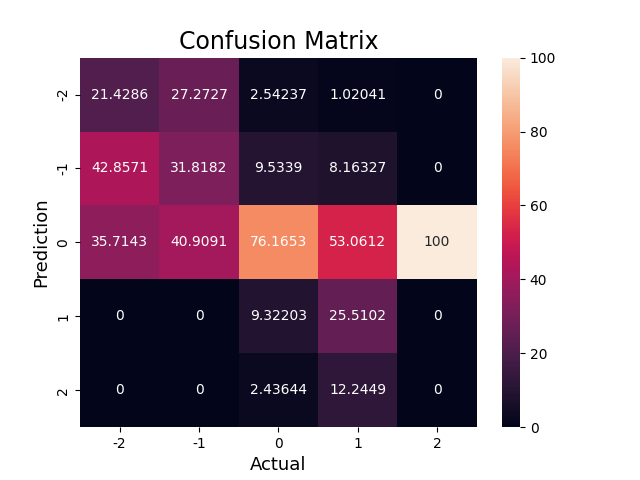 Confusion Matrix
-2 21.4286 27.2727 2.54237 1.02041 0
-1 42.8571 31.8182 9.5339 8.16327 0
0 35.7143 40.9091 76.1653 53.0612 100
1 0 0 9.32203 25.5102 0
2 0 0 2.43644 12.2449 0
-2 -1 0 1 2
Actual
Prediction
100
80
60
40
20
0